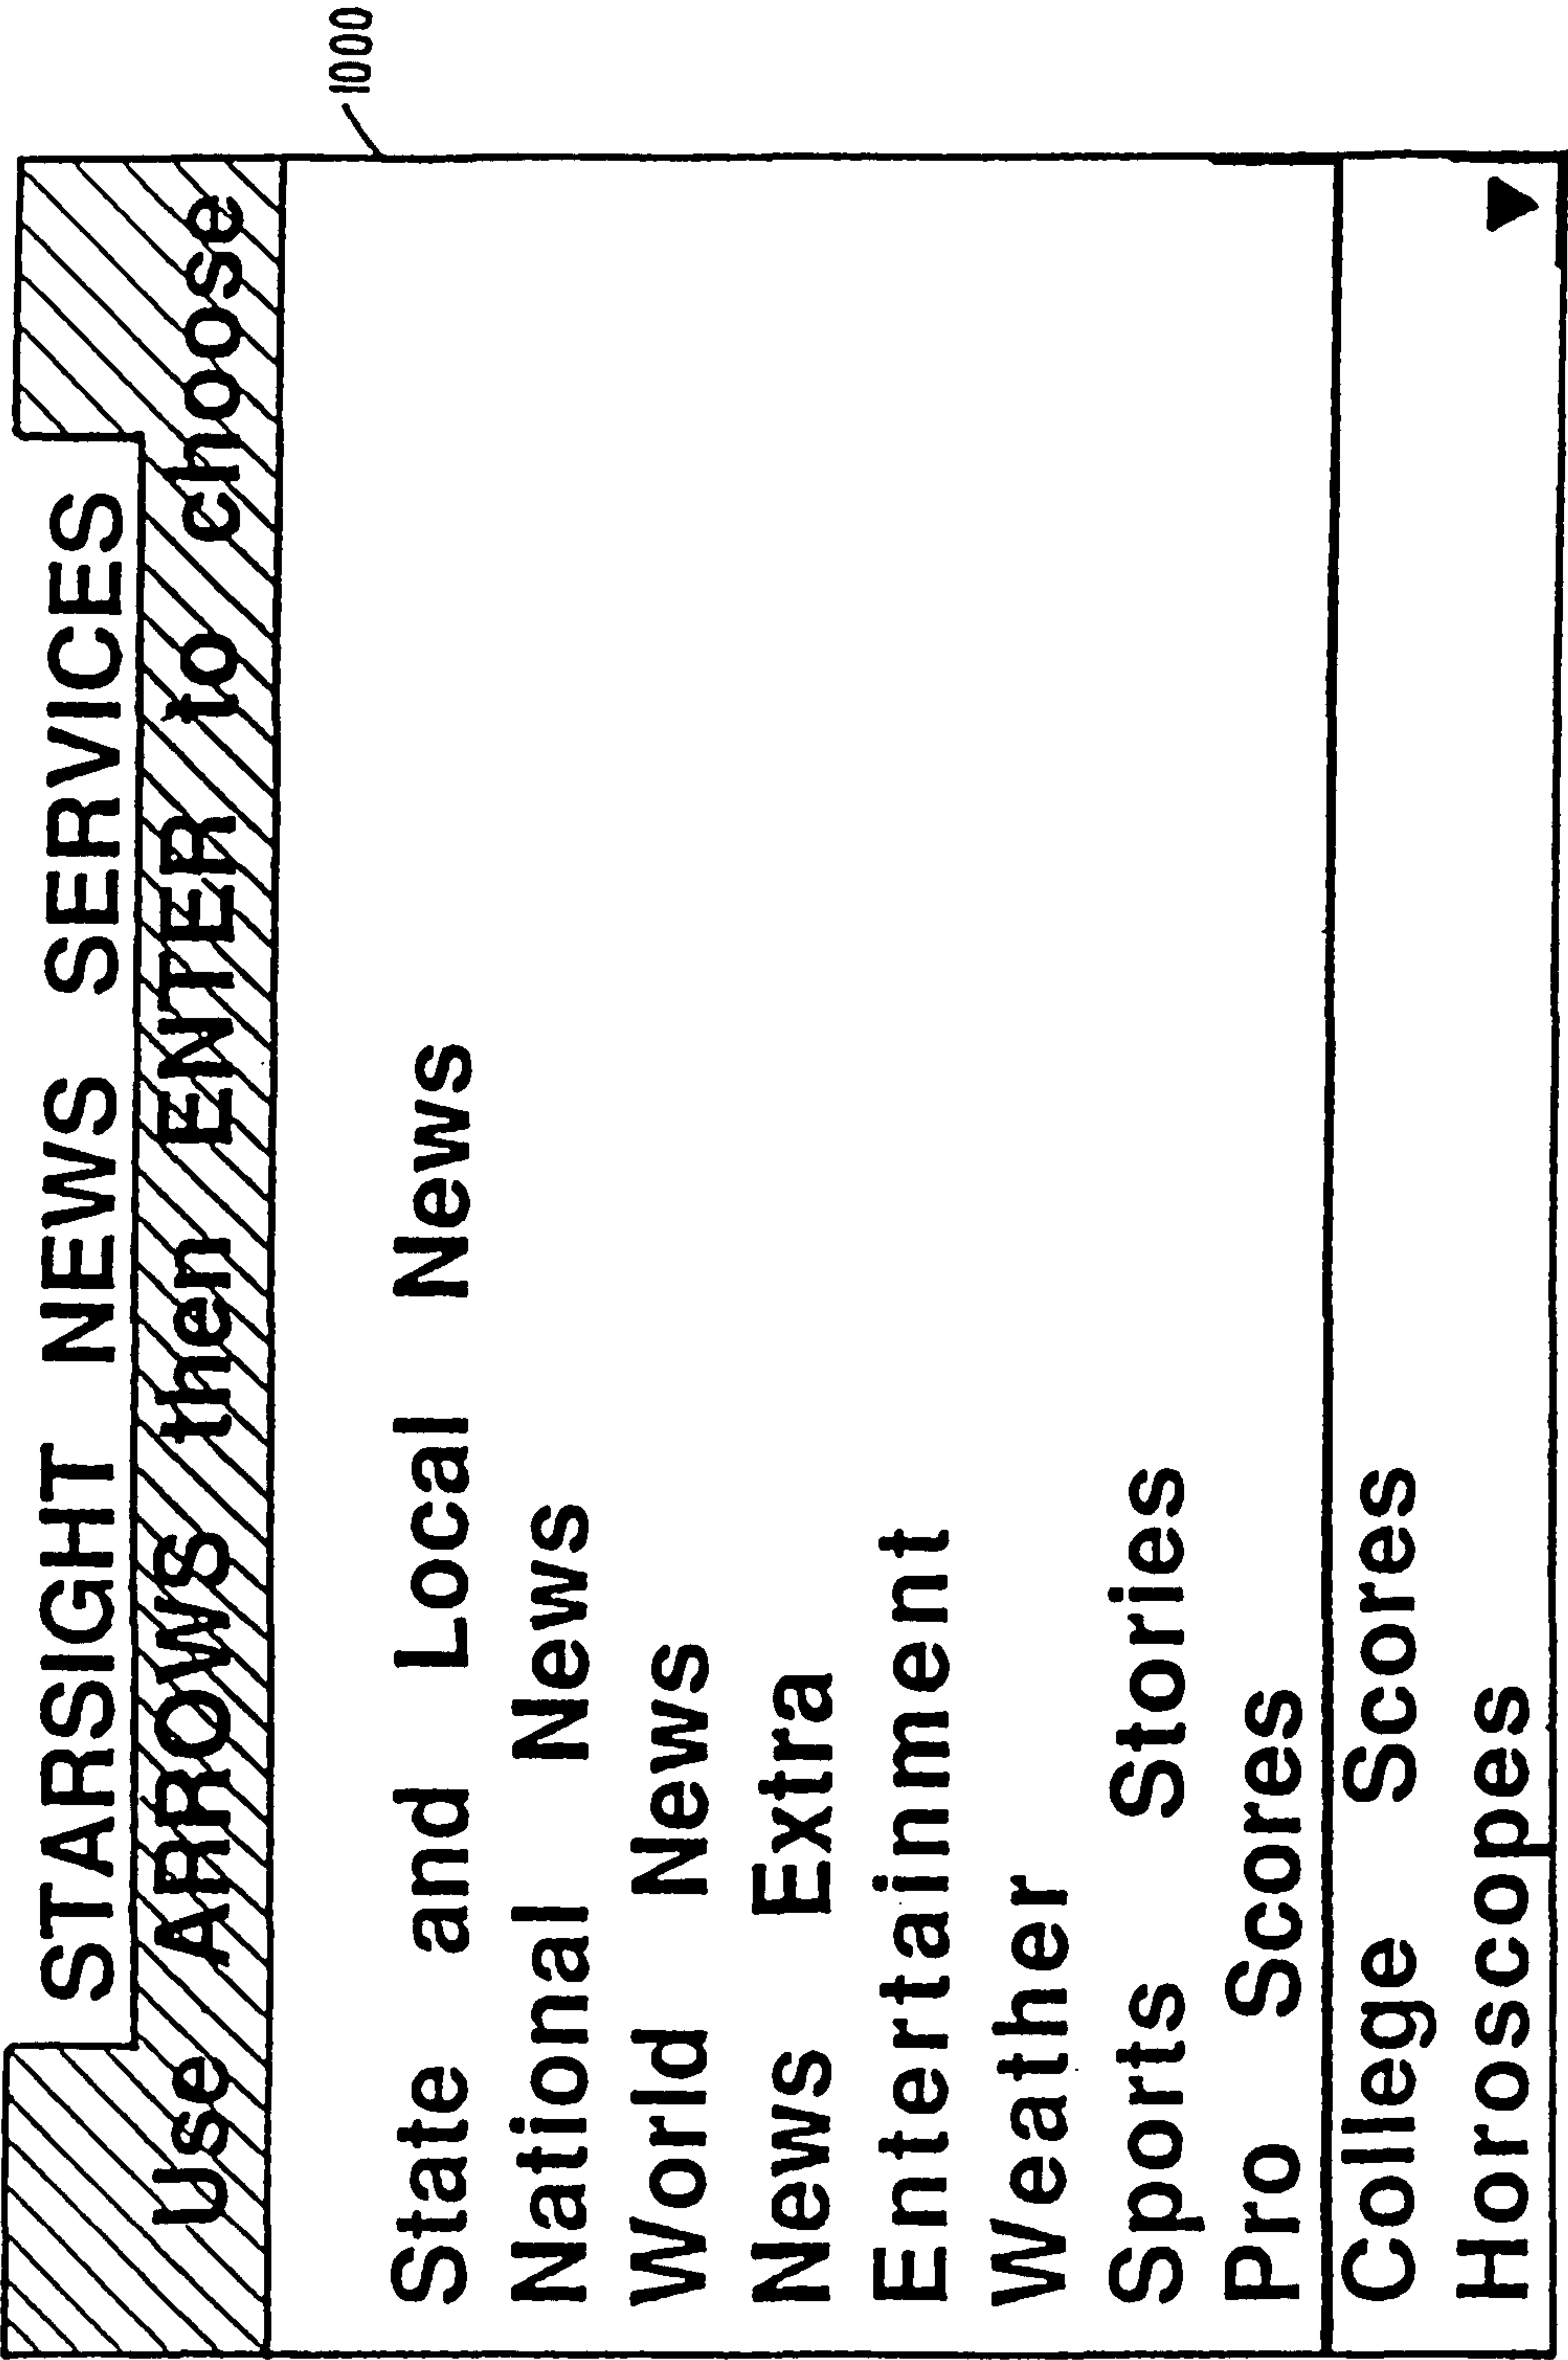 STARSIGHT NEWS SERVICES
Use ARROWS then ENTER to choose
1000
State and Local News
National News
World News
News Extra
Entertainment
Weather
Sports Stories
Pro Scores
College Scores
Horoscopes